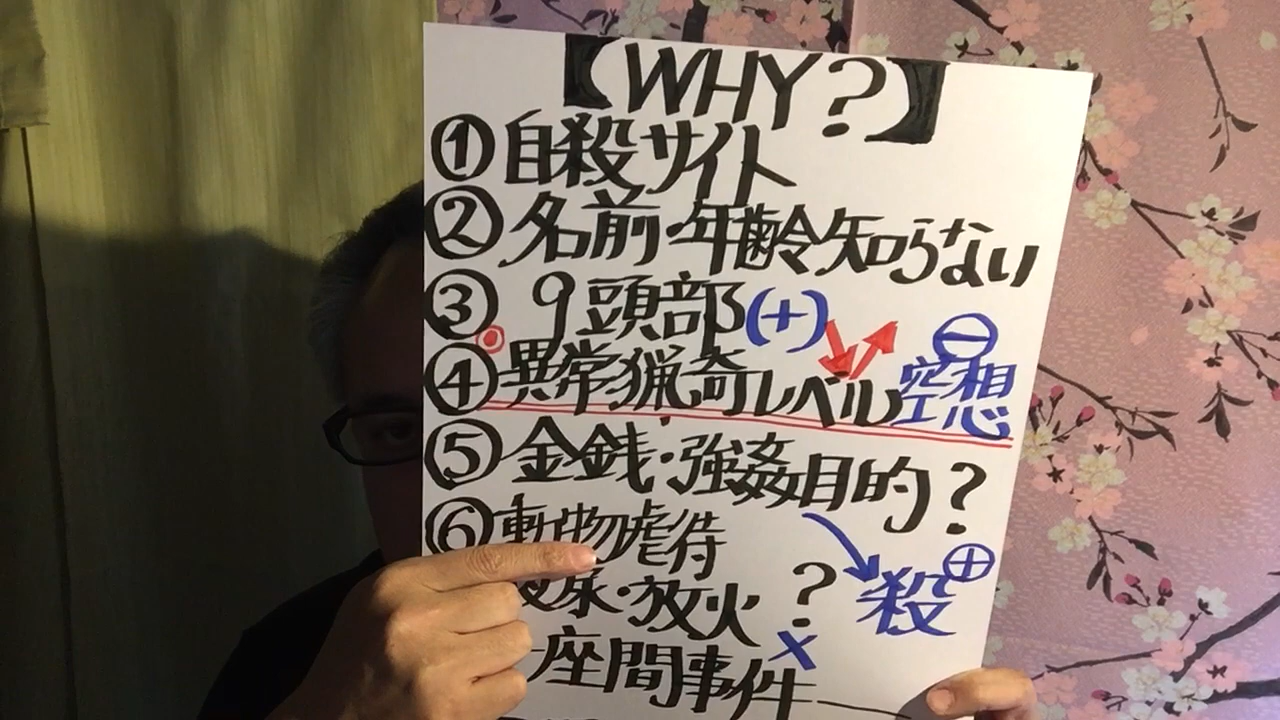 【WHY?】
①自殺サイト
②名前・年齢知らない
③ 9頭部(+)
④異常猟奇レベル空想⊖
⑤金銭・強姦目的?
⑥動物虐待
尿・放火 ? 殺⊕
座間事件 ×